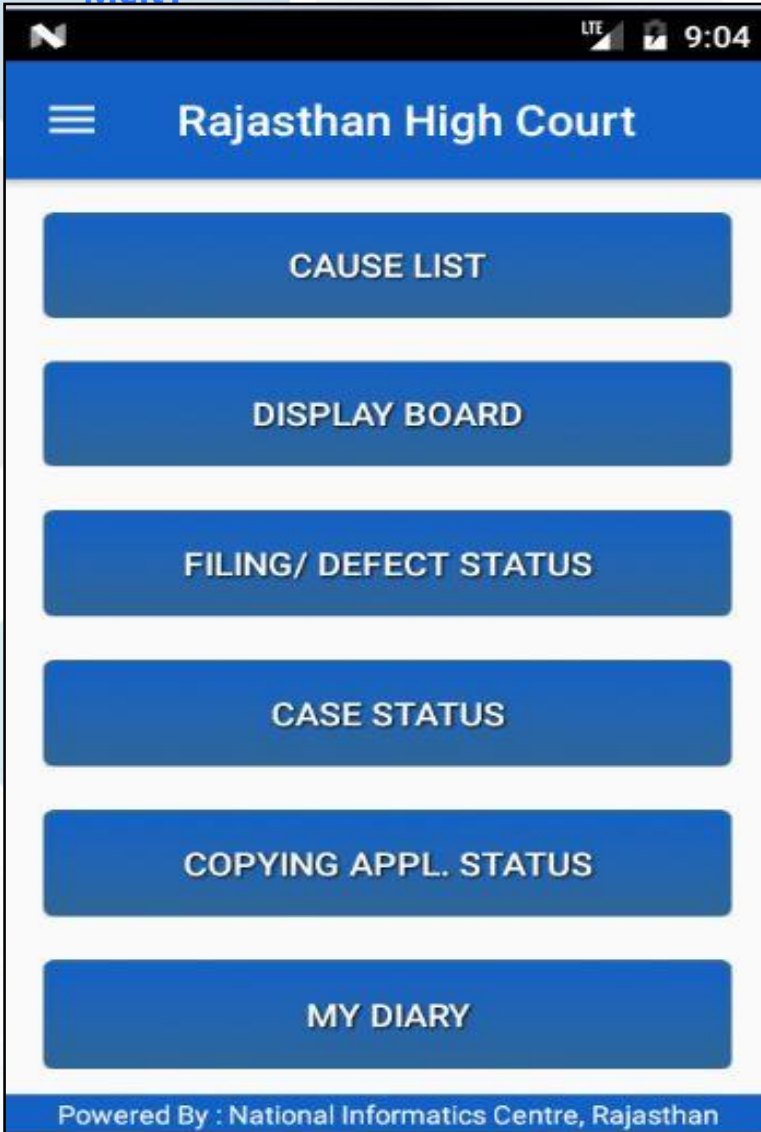 LTE 9:04
Rajasthan High Court
CAUSE LIST
DISPLAY BOARD
FILING/ DEFECT STATUS
CASE STATUS
COPYING APPL. STATUS
MY DIARY
Powered By : National Informatics Centre, Rajasthan